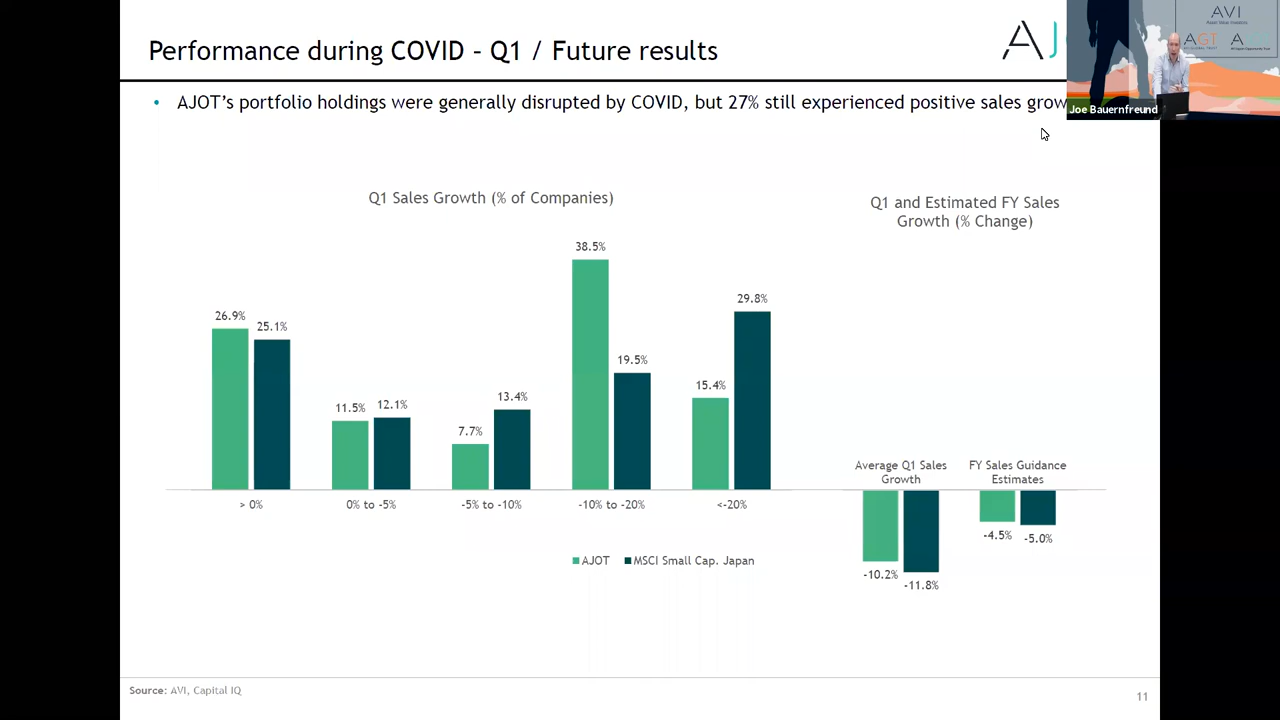 Performance during COVID – Q1 / Future results
AJ
AVI
AGT
Joe Bauernfreund
• AJOT's portfolio holdings were generally disrupted by COVID, but 27% still experienced positive sales grow
Q1 Sales Growth (% of Companies)
38.5%
29.8%
26.9%
25.1%
19.5%
15.4%
13.4%
11.5%
12.1%
7.7%
> 0%
0% to -5%
-5% to -10%
-10% to -20%
<-20%
AJOT
MSCI Small Cap. Japan
Q1 and Estimated FY Sales
Growth (% Change)
Average Q1 Sales
Growth
FY Sales Guidance
Estimates
-4.5%
-5.0%
-10.2%
-11.8%
Source: AVI, Capital IQ
11